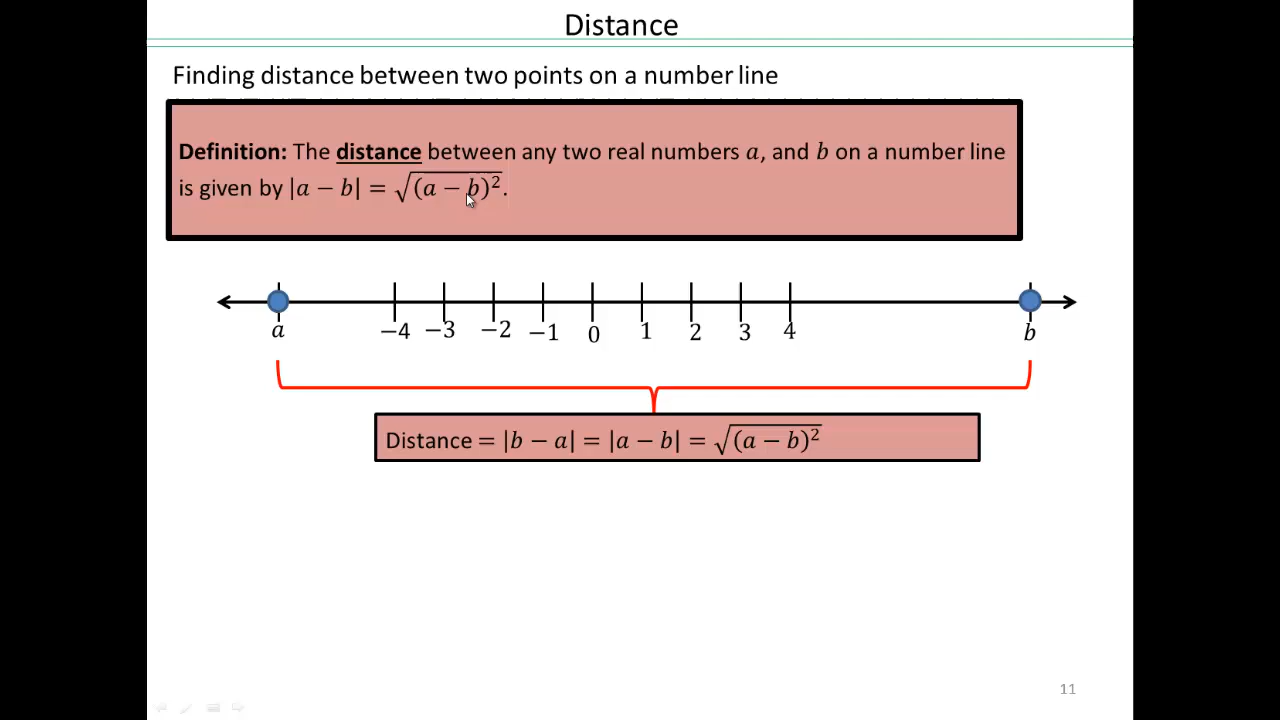 Distance
Finding distance between two points on a number line
Definition: The distance between any two real numbers a, and b on a number line
is given by |a − b| = √(a − b)².
a −4 −3 −2 −1 0 1 2 3 4 b
Distance = |b − a| = |a − b| = √(a − b)²
11